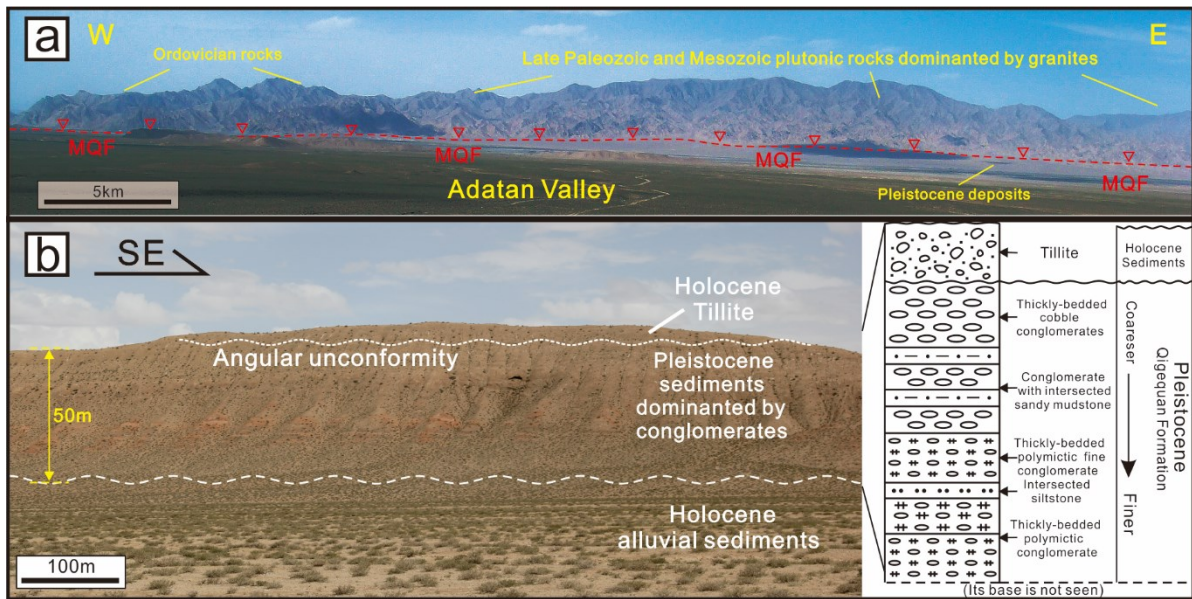 a
W
E
Ordovician rocks
Late Paleozoic and Mesozoic plutonic rocks dominanted by granites
MQF
MQF
MQF
MQF
5km
Adatan Valley
Pleistocene deposits
b
SE
Holocene
Tillite
Angular unconformity
Pleistocene
sediments
dominanted by
conglomerates
50m
Holocene
alluvial sediments
100m
Tillite
Holocene
Sediments
Thickly-bedded
cobble
conglomerates
Conglomerate
with intersected
sandy mudstone
Thickly-bedded
polymictic fine
conglomerate
Intersected
siltstone
Thickly-bedded
polymictic
conglomerate
Coareser
Finer
Pleistocene
Qigequan Formation
(Its base is not seen)